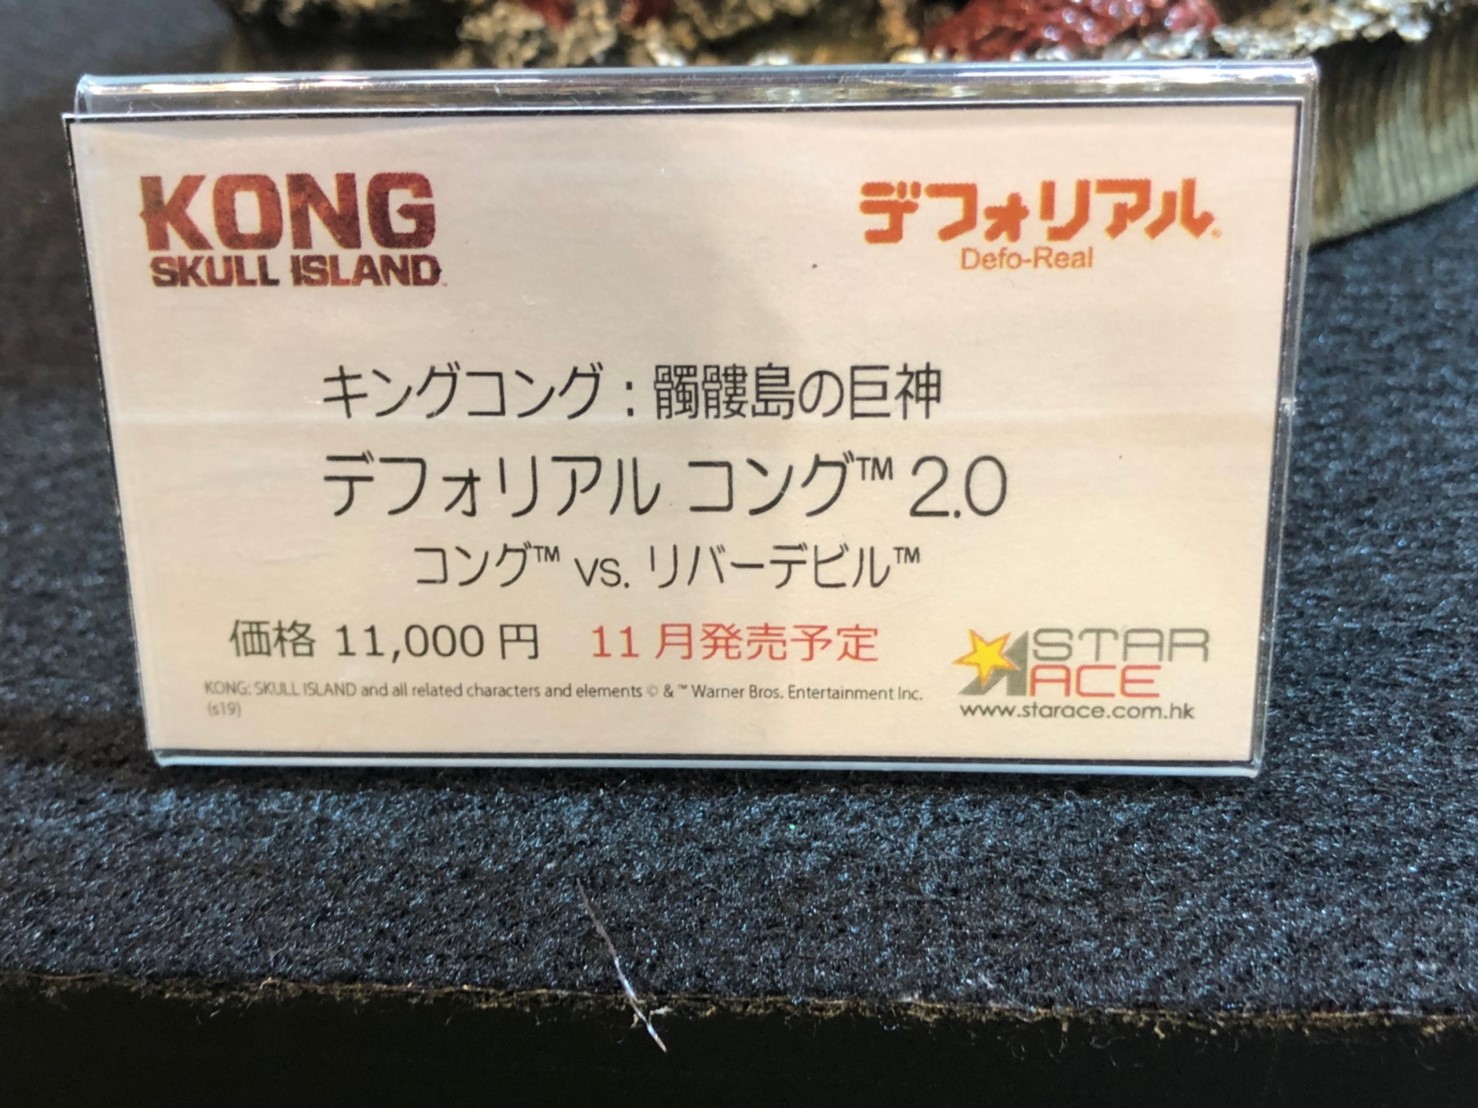 KONG
SKULL ISLAND
デフォリアル
Defo-Real
キングコング：髑髏島の巨神
デフォリアル コング™ 2.0
コング™ vs. リバーデビル™
価格 11,000 円 11 月発売予定
KONG: SKULL ISLAND and all related characters and elements © & ™ Warner Bros. Entertainment Inc.
(s19)
STAR
ACE
www.starace.com.hk